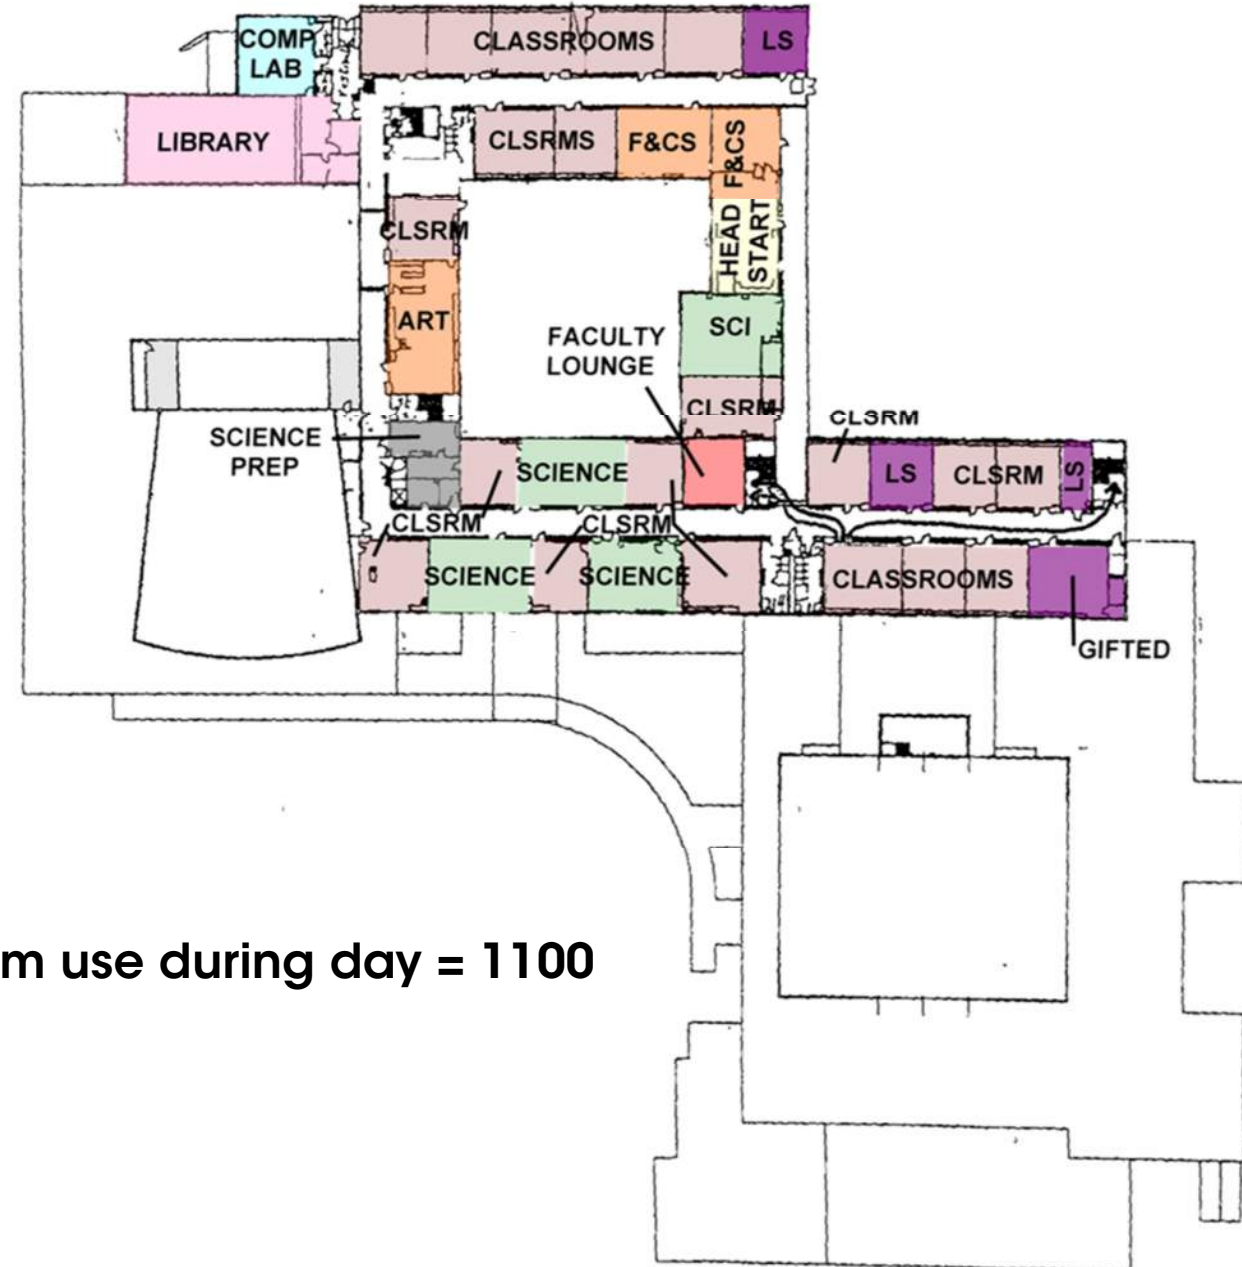 COMP
LAB
CLASSROOMS
LS
LIBRARY
CLSRMS
F&CS
F&CS
CLSRM
HEAD
START
ART
SCI
FACULTY
LOUNGE
CLSRM
CLSRM
SCIENCE
PREP
SCIENCE
LS
CLSRM
LS
CLSRM
CLSRM
SCIENCE
SCIENCE
CLASSROOMS
GIFTED
m use during day = 1100